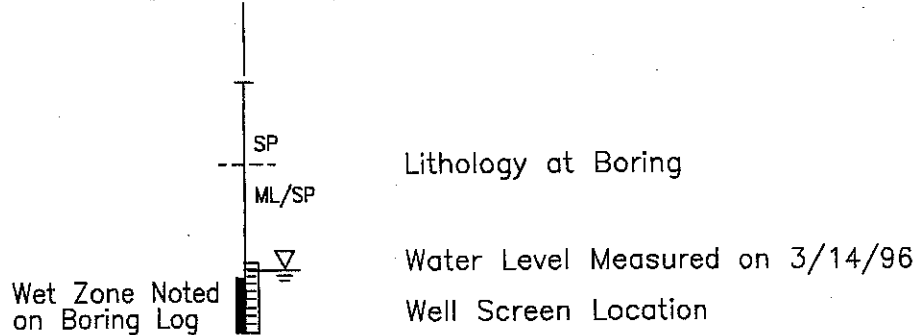 SP
Lithology at Boring
ML/SP
Water Level Measured on 3/14/96
Wet Zone Noted
on Boring Log
Well Screen Location